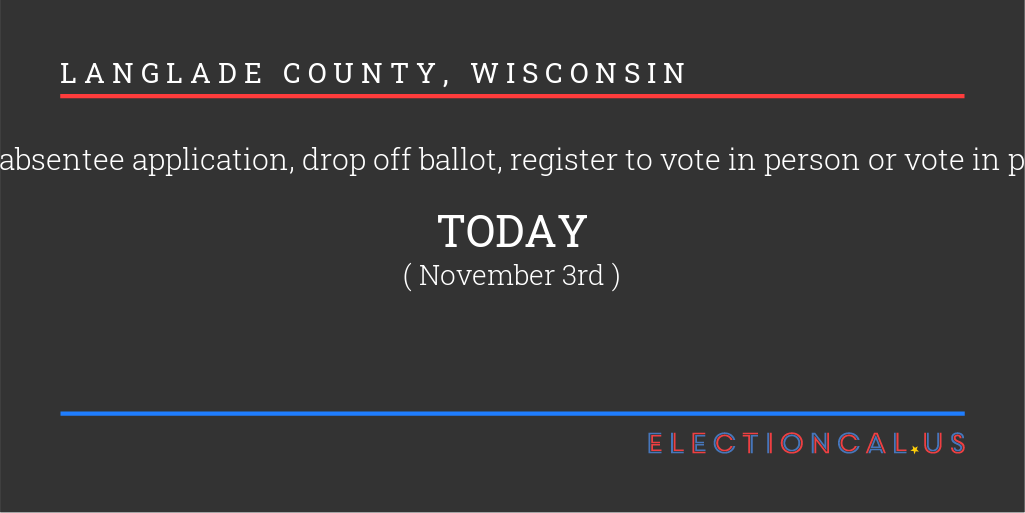 LANGLADE COUNTY, WISCONSIN
absentee application, drop off ballot, register to vote in person or vote in p
TODAY
( November 3rd )
ELECTIONCAL.US